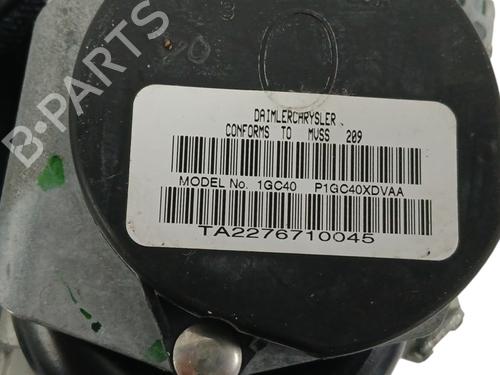 DAIMLERCHRYSLER
CONFORMS TO MVSS 209
MODEL No. 1GC40 P1GC40XDVAA
TA2276710045
B-PARTS